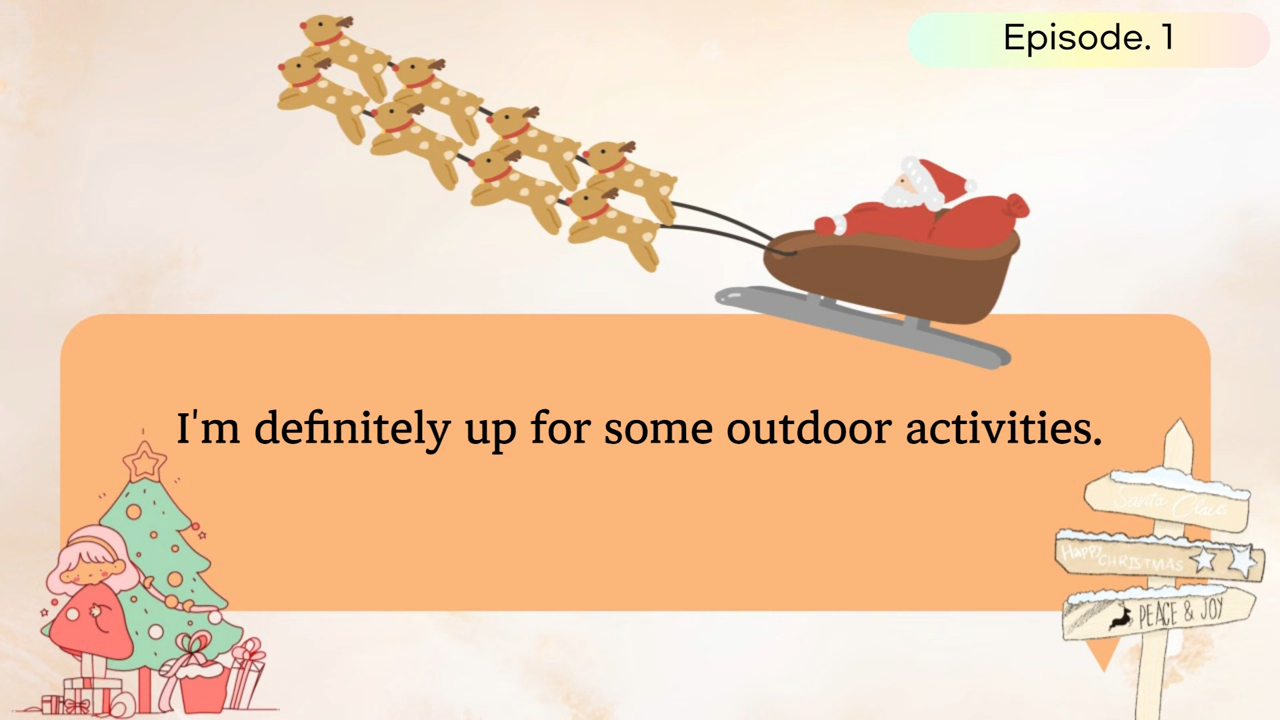 Episode. 1
I'm definitely up for some outdoor activities.
Santa Claus
Happy
CHRISTMAS
PEACE & JOY